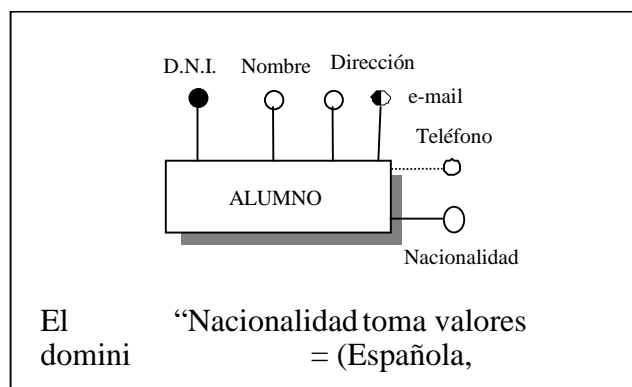 D.N.I. Nombre Dirección
e-mail
Teléfono
ALUMNO
Nacionalidad
El “Nacionalidad toma valores
domini = (Española,